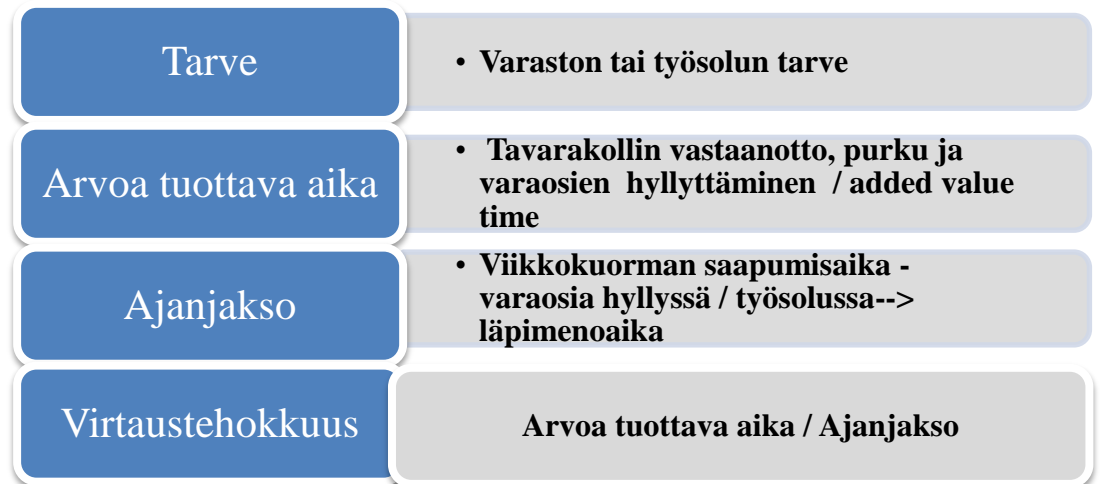 Tarve
• Varaston tai työsolun tarve
Arvoa tuottava aika
• Tavarakollin vastaanotto, purku ja
varaosien hyllyttäminen / added value
time
Ajanjakso
• Viikkokuorman saapumisaika -
varaosia hyllyssä / työsolussa-->
läpimenoaika
Virtaustehokkuus
Arvoa tuottava aika / Ajanjakso